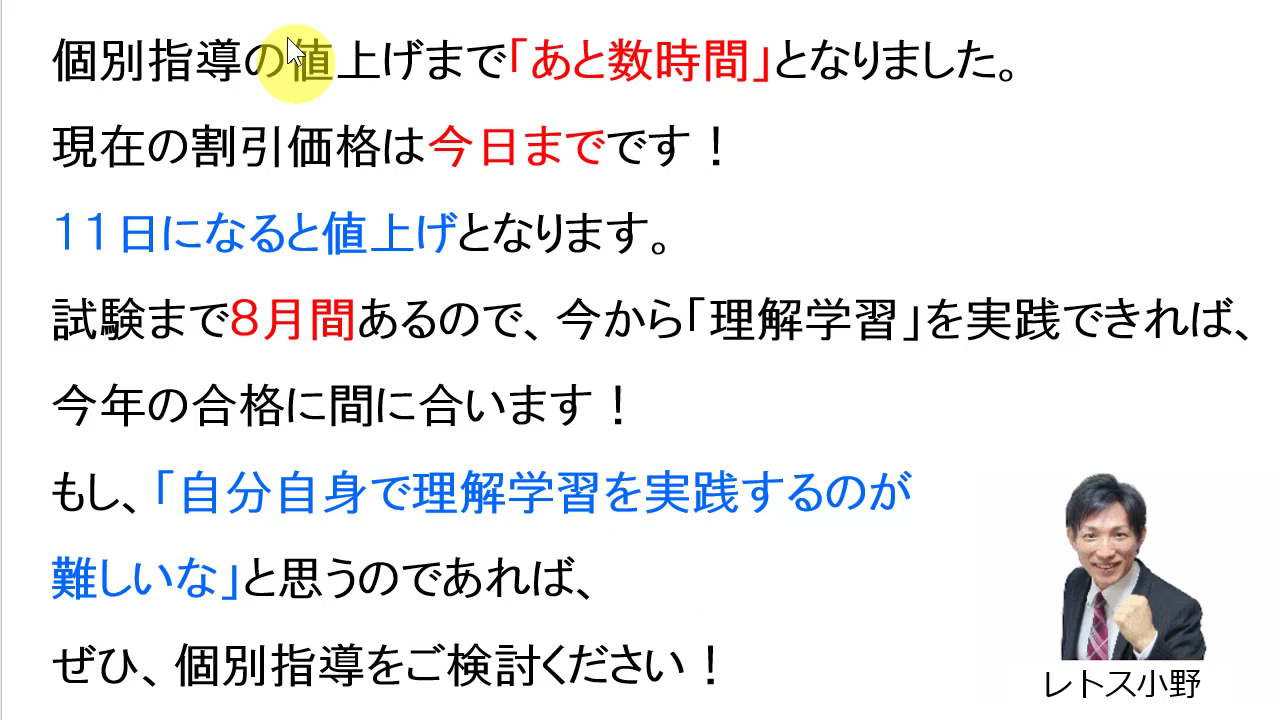 個別指導の値上げまで「あと数時間」となりました。
現在の割引価格は今日までです！
１１日になると値上げとなります。
試験まで８月間あるので、今から「理解学習」を実践できれば、
今年の合格に間に合います！
もし、「自分自身で理解学習を実践するのが
難しいな」と思うのであれば、
ぜひ、個別指導をご検討ください！
レトス小野